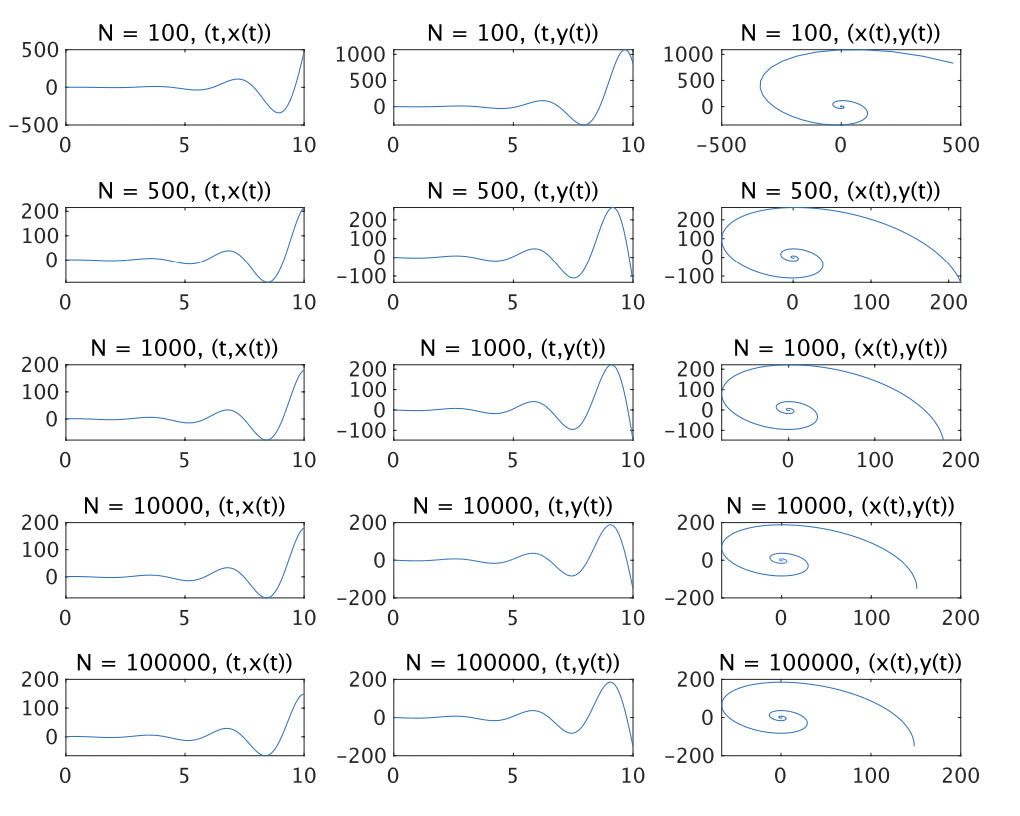 N = 100, (t,x(t))
500
0
-500
0 5 10
N = 100, (t,y(t))
1000
500
0
0 5 10
N = 100, (x(t),y(t))
1000
500
0
-500 0 500
N = 500, (t,x(t))
200
100
0
0 5 10
N = 500, (t,y(t))
200
100
0
-100
0 5 10
N = 500, (x(t),y(t))
200
100
0
-100
0 100 200
N = 1000, (t,x(t))
200
100
0
0 5 10
N = 1000, (t,y(t))
200
100
0
-100
0 5 10
N = 1000, (x(t),y(t))
200
100
0
-100
0 100 200
N = 10000, (t,x(t))
200
100
0
0 5 10
N = 10000, (t,y(t))
200
0
-200
0 5 10
N = 10000, (x(t),y(t))
200
0
-200
0 100 200
N = 100000, (t,x(t))
200
100
0
0 5 10
N = 100000, (t,y(t))
200
0
-200
0 5 10
N = 100000, (x(t),y(t))
200
0
-200
0 100 200